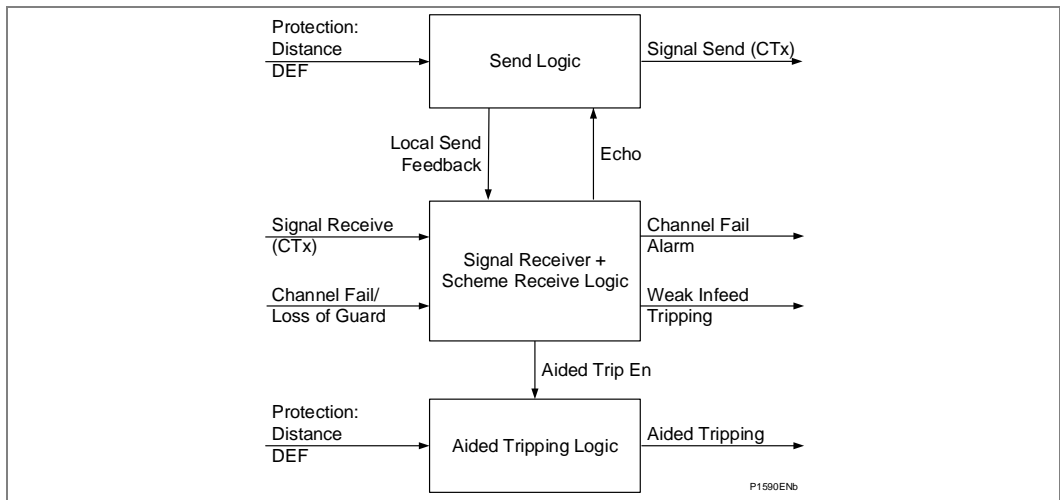 Protection:
Distance
DEF
Send Logic
Signal Send (CTx)
Local Send
Feedback
Echo
Signal Receive
(CTx)
Channel Fail/
Loss of Guard
Signal Receiver +
Scheme Receive Logic
Channel Fail
Alarm
Weak Infeed
Tripping
Aided Trip En
Protection:
Distance
DEF
Aided Tripping Logic
Aided Tripping
P1590ENb